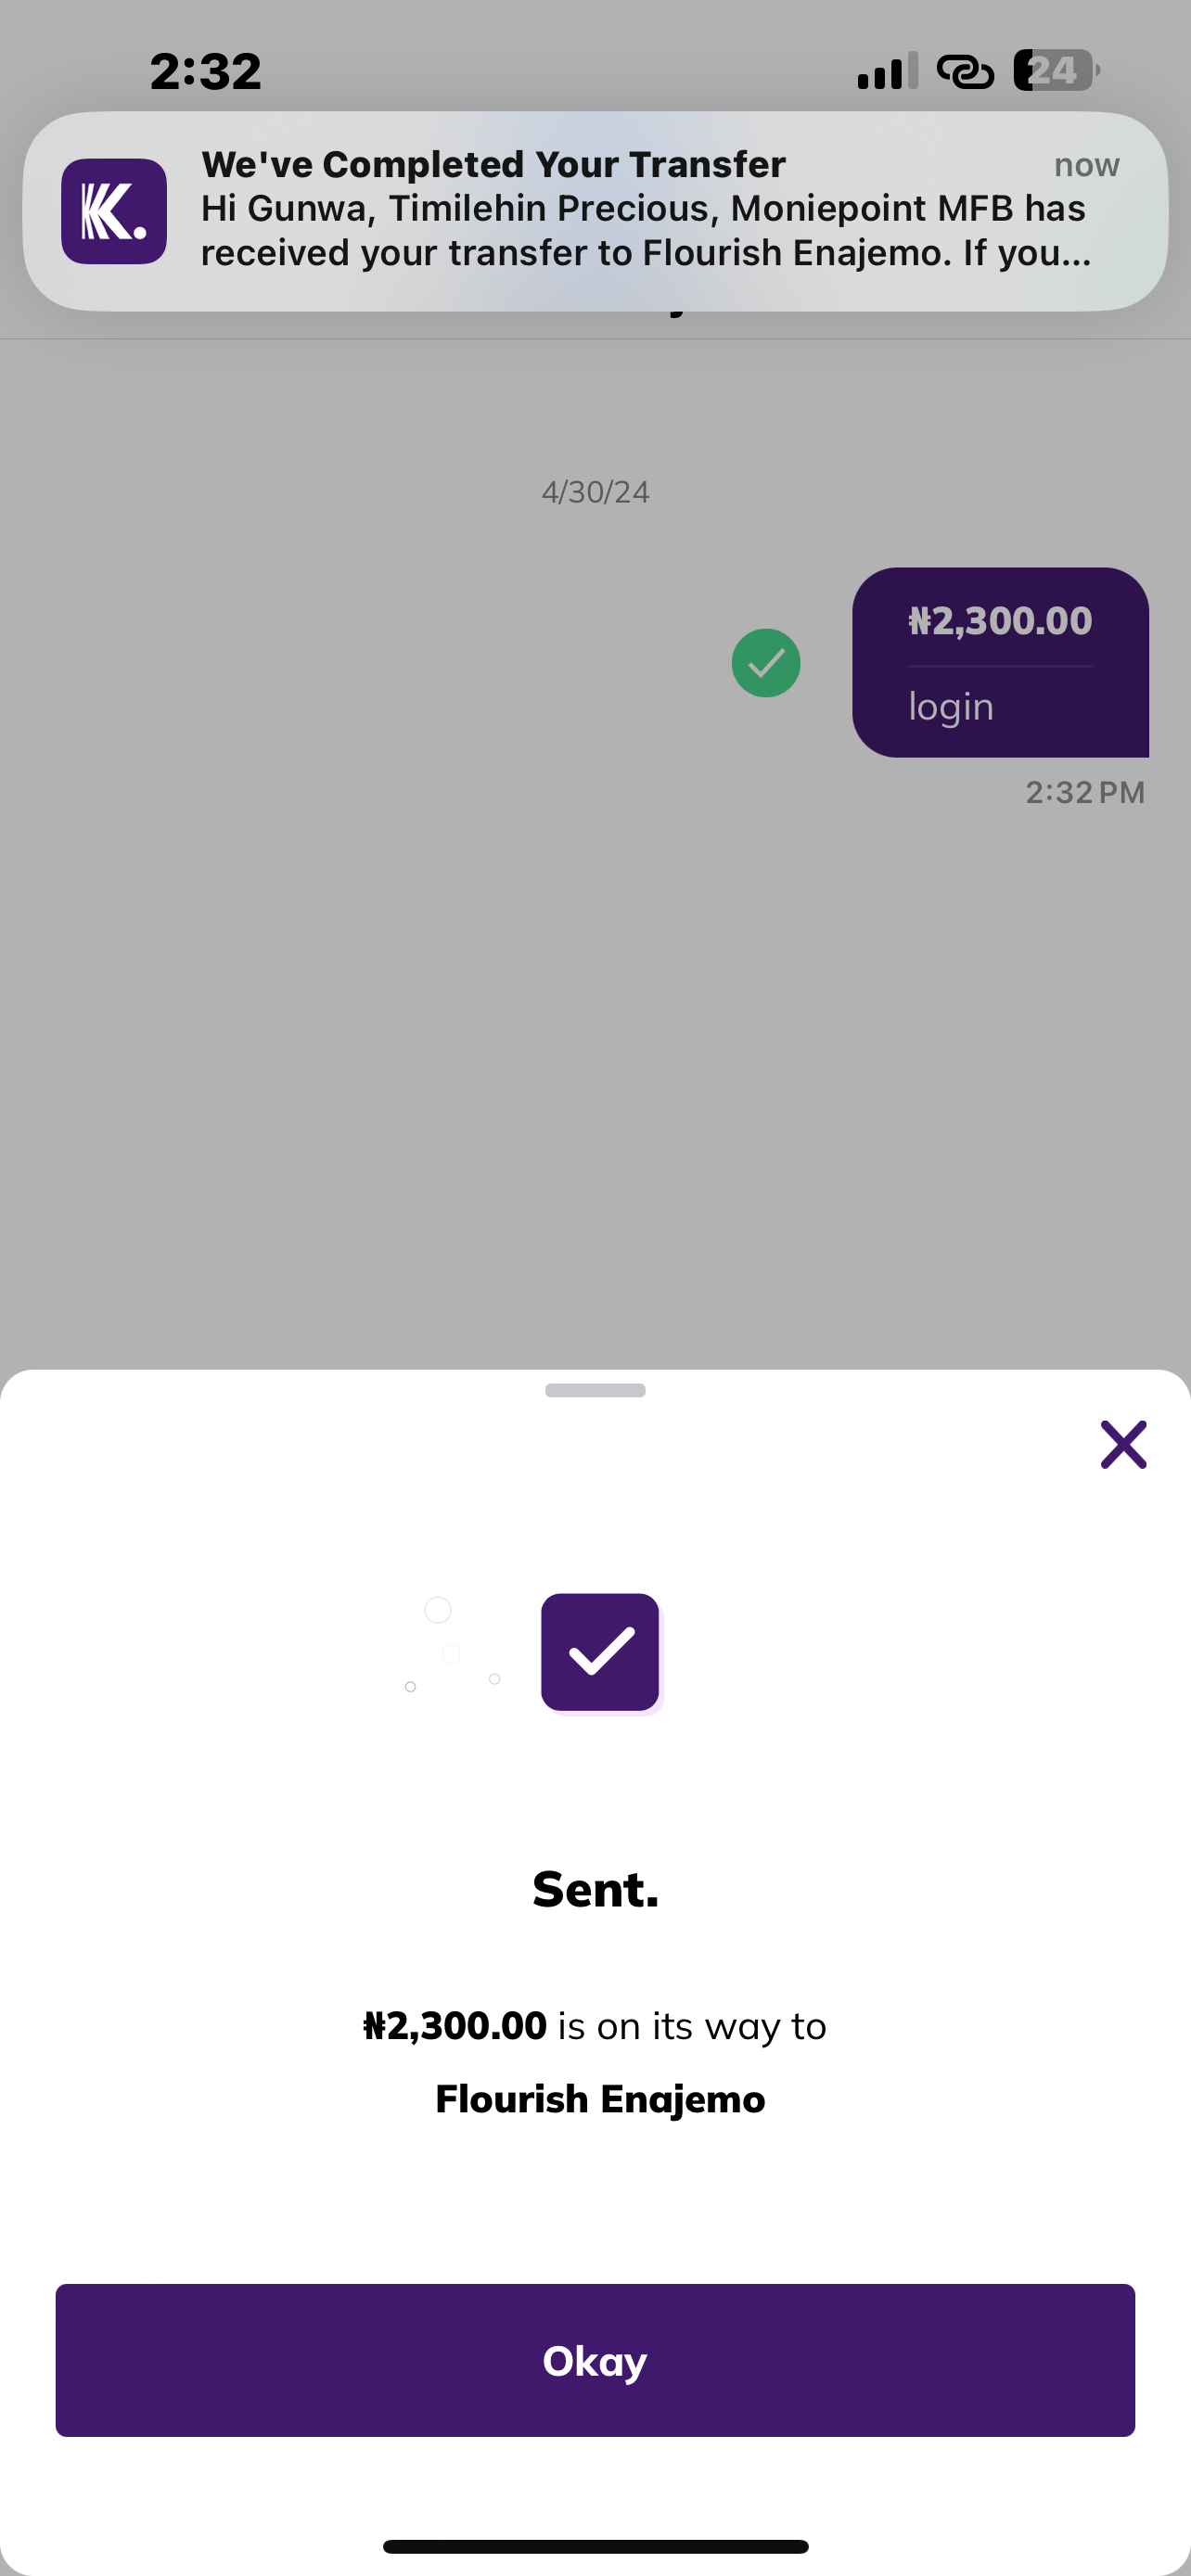 2:32
24
We've Completed Your Transfer
now
Hi Gunwa, Timilehin Precious, Moniepoint MFB has
received your transfer to Flourish Enajemo. If you...
4/30/24
₦2,300.00
login
2:32 PM
Sent.
₦2,300.00 is on its way to
Flourish Enajemo
Okay